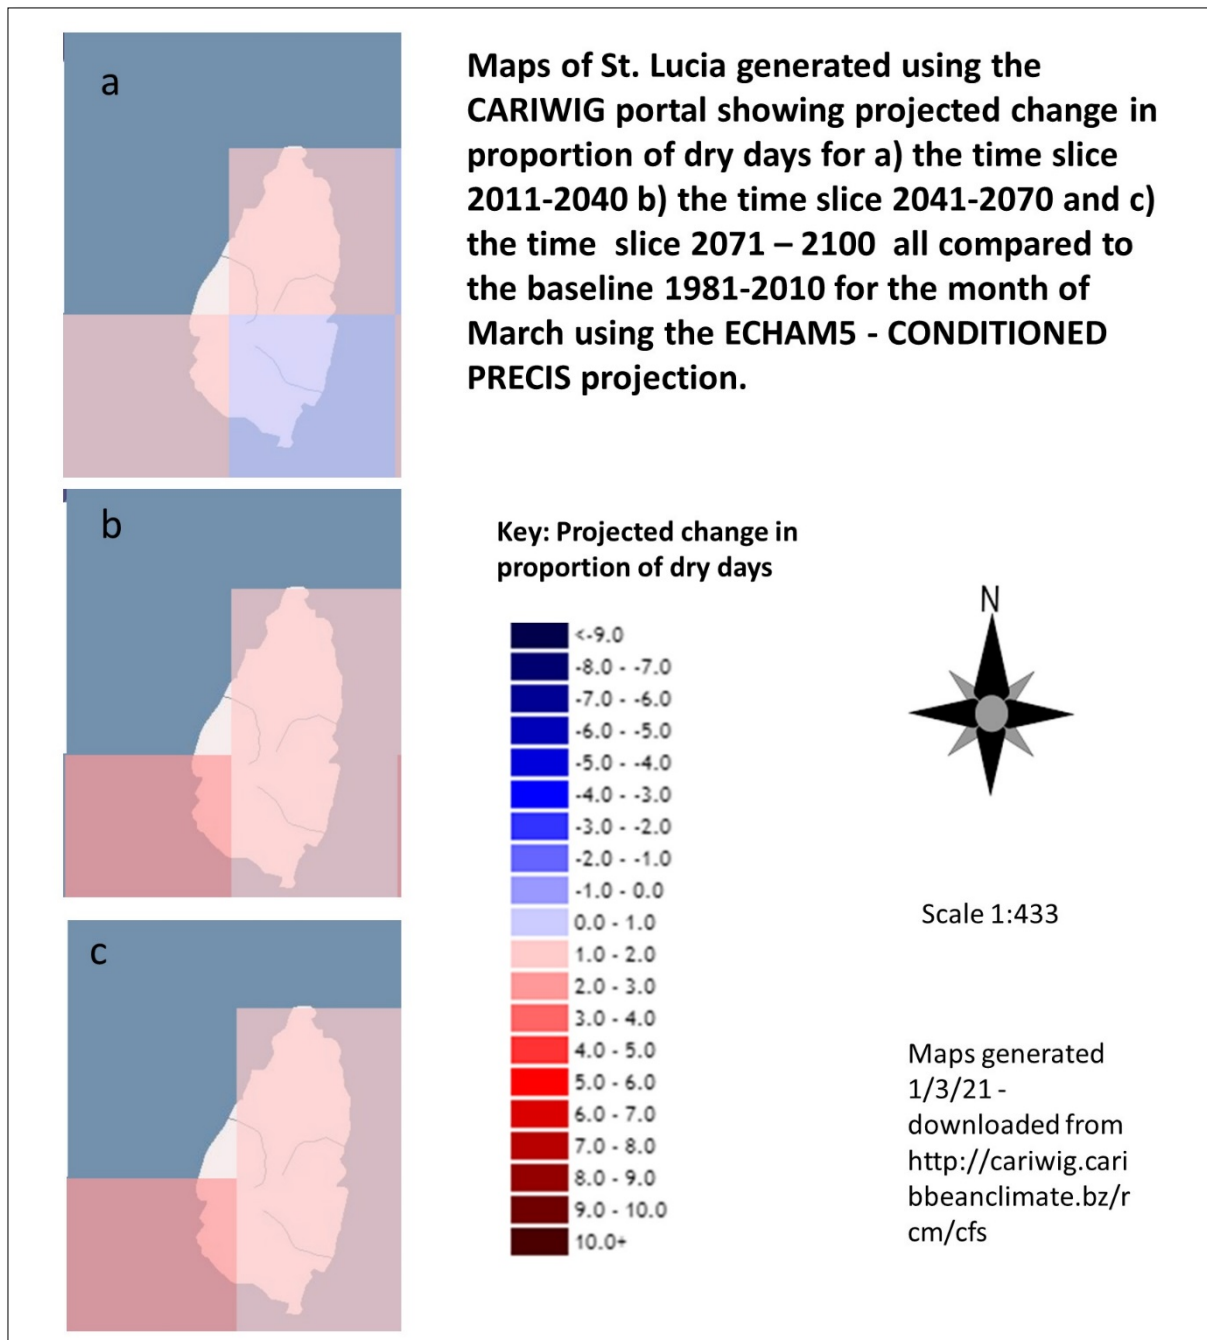 a
Maps of St. Lucia generated using the
CARIWIG portal showing projected change in
proportion of dry days for a) the time slice
2011-2040 b) the time slice 2041-2070 and c)
the time slice 2071 – 2100 all compared to
the baseline 1981-2010 for the month of
March using the ECHAM5 - CONDITIONED
PRECIS projection.
b
Key: Projected change in
proportion of dry days
<-9.0
-8.0 - -7.0
-7.0 - -6.0
-6.0 - -5.0
-5.0 - -4.0
-4.0 - -3.0
-3.0 - -2.0
-2.0 - -1.0
-1.0 - 0.0
0.0 - 1.0
1.0 - 2.0
2.0 - 3.0
3.0 - 4.0
4.0 - 5.0
5.0 - 6.0
6.0 - 7.0
7.0 - 8.0
8.0 - 9.0
9.0 - 10.0
10.0+
N
Scale 1:433
c
Maps generated
1/3/21 -
downloaded from
http://cariwig.cari
bbeanclimate.bz/r
cm/cfs